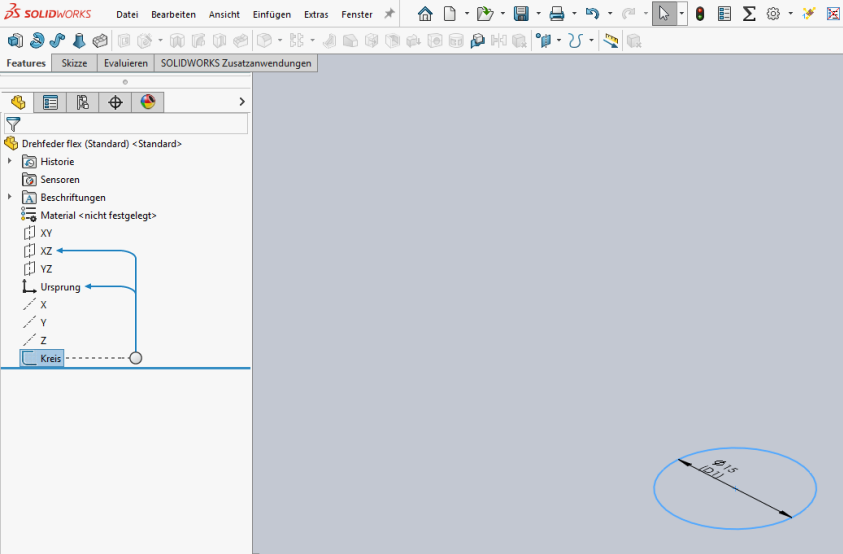 SOLIDWORKS Datei Bearbeiten Ansicht Einfügen Extras Fenster
Features Skizze Evaluieren SOLIDWORKS Zusatzanwendungen
Drehfeder flex (Standard) <Standard>
Historie
Sensoren
Beschriftungen
Material <nicht festgelegt>
XY
XZ
YZ
Ursprung
X
Y
Z
Kreis
Ø15
(D1)